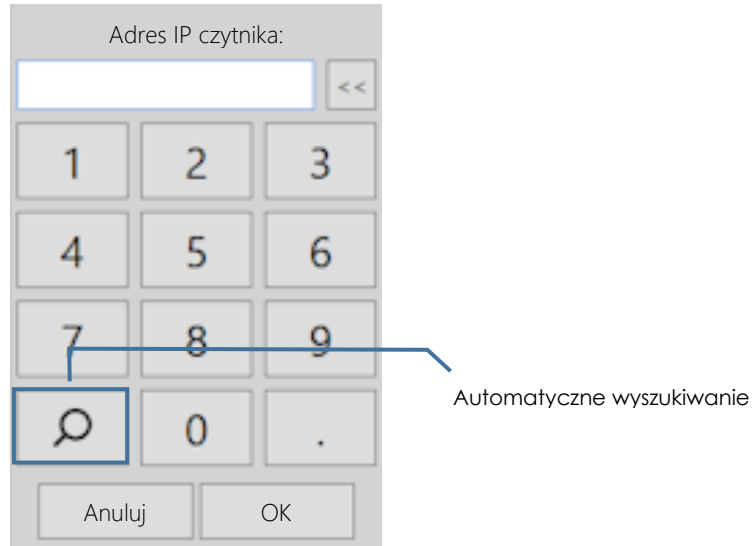 Adres IP czytnika:
<<
1 2 3
4 5 6
7 8 9
Automatyczne wyszukiwanie
0 .
Anuluj OK